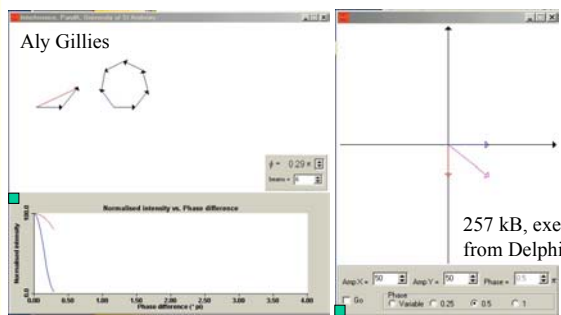 Interference, Pandh, University of St Andrews
Aly Gillies
ϕ = 0.29 π
beams =
Normalised intensity vs. Phase difference
Normalised intensity
100.0
0.0
0.00 0.50 1.00 1.50 2.00 2.50 3.00 3.50 4.00
Phase difference (* pi)
257 kB, exe
from Delphi
Amp X = 50 Amp Y = 50 Phase = 0.5 π
Go
Phase
Variable 0.25 0.5 1